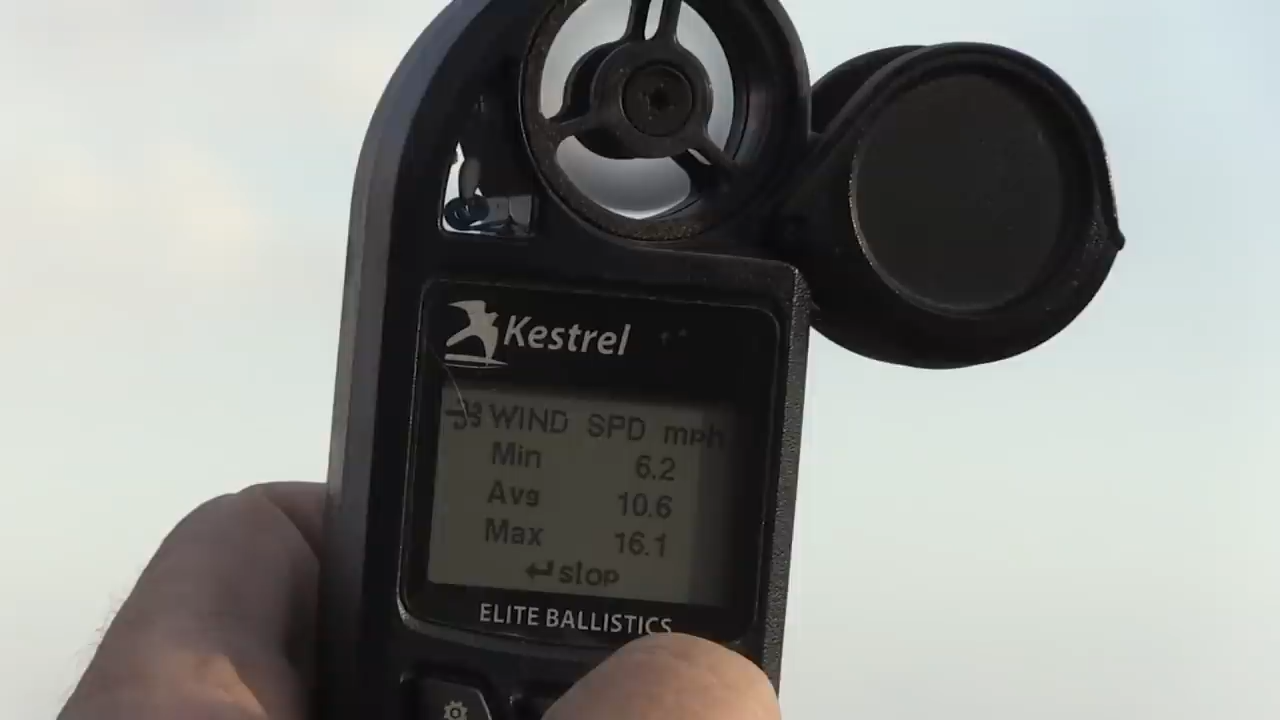 Kestrel
WIND SPD mph
Min 6.2
Avg 10.6
Max 16.1
↵ stop
ELITE BALLISTICS